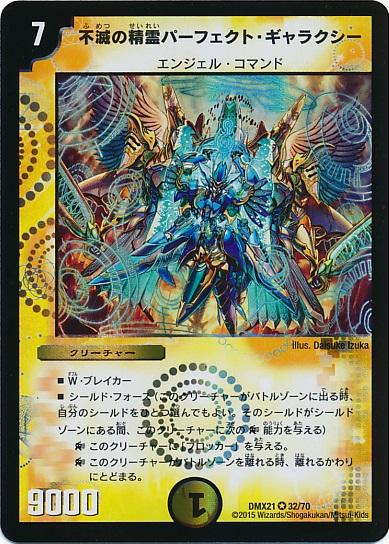 7
ふめつ せいれい
不滅の精霊パーフェクト・ギャラクシー
エンジェル・コマンド
Illus. Daisuke Izuka
クリーチャー
■W・ブレイカー
■シールド・フォース(このクリーチャーがバトルゾーンに出る時、
自分のシールドをひとつ選んでもよい。そのシールドがシールド
ゾーンにある間、このクリーチャーに次の 能力を与える)
このクリーチャーに「ブロッカー」を与える。
このクリーチャーがバトルゾーンを離れる時、離れるかわり
にとどまる。
9000
1
DMX21 32/70
©2015 Wizards/Shogakukan/Mitsui-Kids